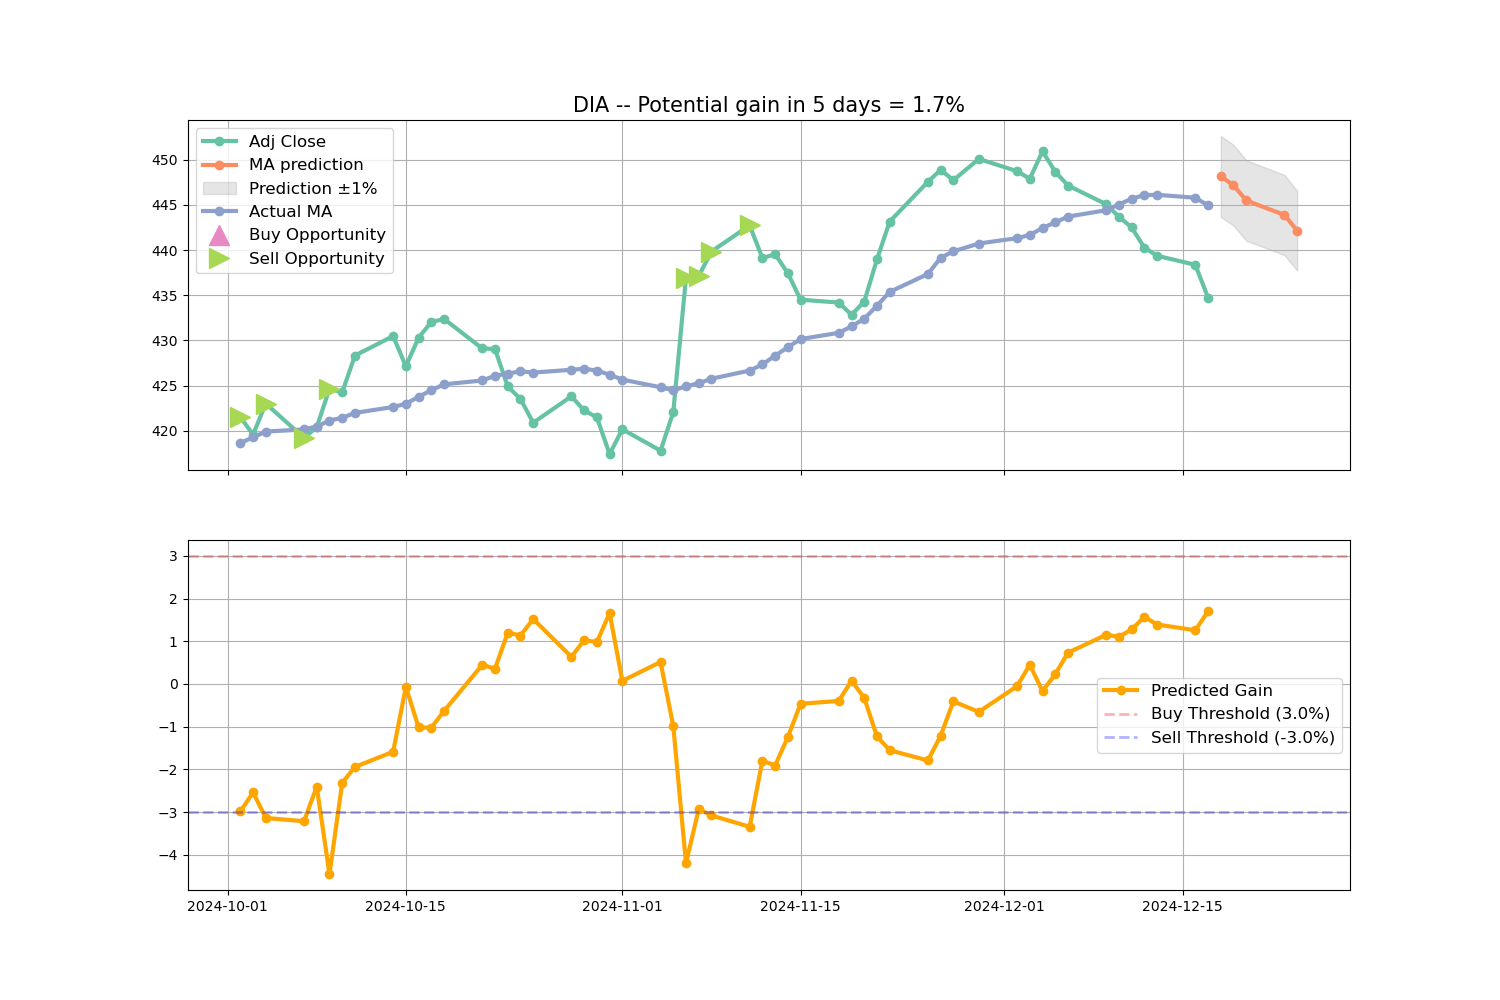 DIA -- Potential gain in 5 days = 1.7%
Adj Close
MA prediction
Prediction ±1%
Actual MA
Buy Opportunity
Sell Opportunity
450
445
440
435
430
425
420
3
2
1
0
−1
−2
−3
−4
Predicted Gain
Buy Threshold (3.0%)
Sell Threshold (-3.0%)
2024-10-01
2024-10-15
2024-11-01
2024-11-15
2024-12-01
2024-12-15